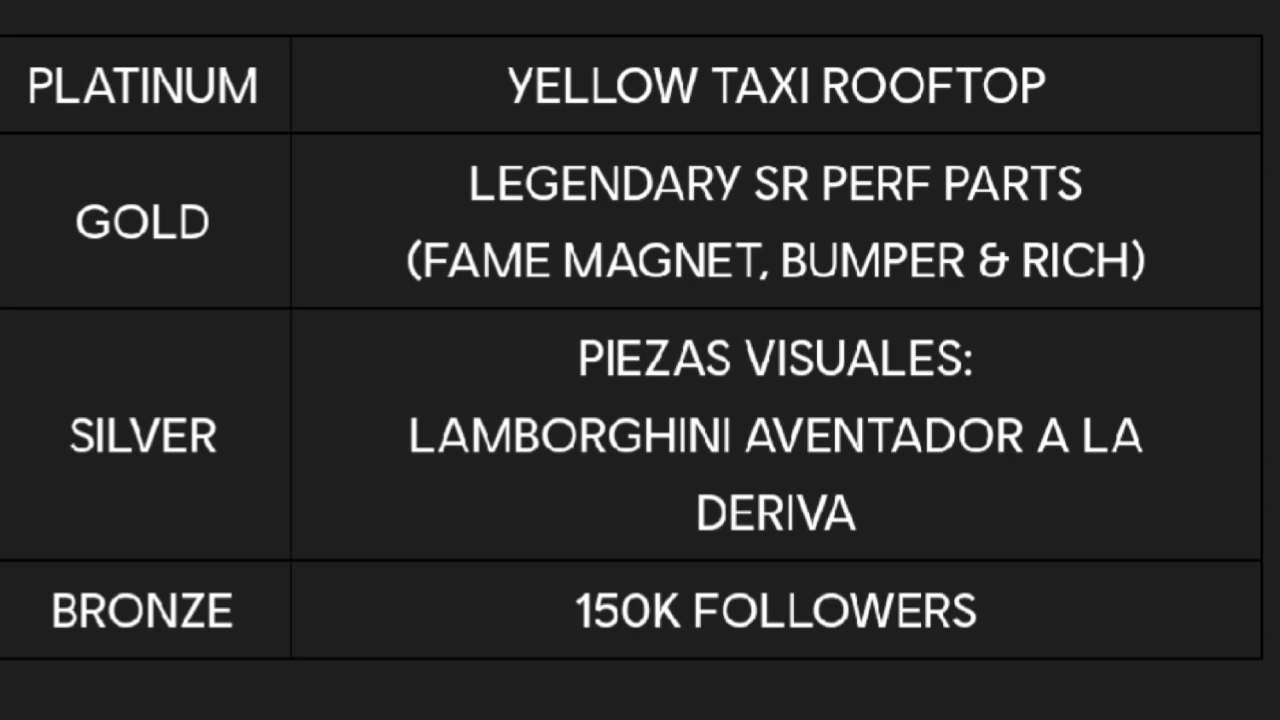 PLATINUM
YELLOW TAXI ROOFTOP
GOLD
LEGENDARY SR PERF PARTS
(FAME MAGNET, BUMPER & RICH)
SILVER
PIEZAS VISUALES:
LAMBORGHINI AVENTADOR A LA
DERIVA
BRONZE
150K FOLLOWERS